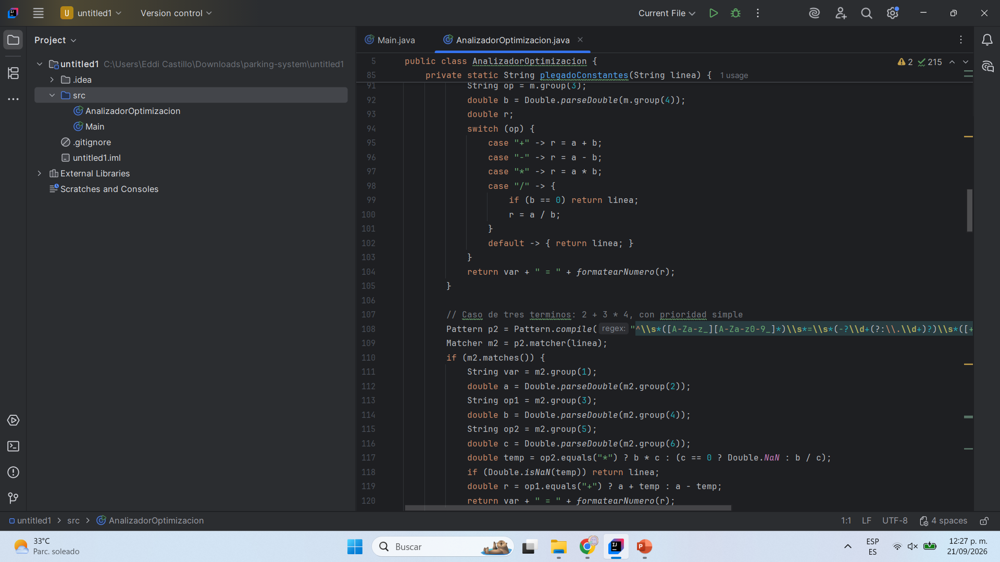 U untitled1
Version control
Current File
Project
untitled1 C:\Users\Eddi Castillo\Downloads\parking-system\untitled1
.idea
src
AnalizadorOptimizacion
Main
.gitignore
untitled1.iml
External Libraries
Scratches and Consoles
Main.java
AnalizadorOptimizacion.java
2 215
5 public class AnalizadorOptimizacion {
85 private static String plegadoConstantes(String linea) { 1 usage
91 String op = m.group(3);
92 double b = Double.parseDouble(m.group(4));
93 double r;
94 switch (op) {
95 case "+" -> r = a + b;
96 case "-" -> r = a - b;
97 case "*" -> r = a * b;
98 case "/" -> {
99 if (b == 0) return linea;
100 r = a / b;
101 }
102 default -> { return linea; }
103 }
104 return var + " = " + formatearNumero(r);
105 }
106
107 // Caso de tres terminos: 2 + 3 * 4, con prioridad simple
108 Pattern p2 = Pattern.compile( regex: "^\\s*([A-Za-z_][A-Za-z0-9_]*)\\s*=\\s*(-?\\d+(?:\\.\\d+)?)\\s*([+
109 Matcher m2 = p2.matcher(linea);
110 if (m2.matches()) {
111 String var = m2.group(1);
112 double a = Double.parseDouble(m2.group(2));
113 String op1 = m2.group(3);
114 double b = Double.parseDouble(m2.group(4));
115 String op2 = m2.group(5);
116 double c = Double.parseDouble(m2.group(6));
117 double temp = op2.equals("*") ? b * c : (c == 0 ? Double.NaN : b / c);
118 if (Double.isNaN(temp)) return linea;
119 double r = op1.equals("+") ? a + temp : a - temp;
120 return var + " = " + formatearNumero(r);
untitled1 > src > AnalizadorOptimizacion
1:1 LF UTF-8 4 spaces
33°C
Parc. soleado
Buscar
ESP
ES
12:27 p. m.
21/09/2026